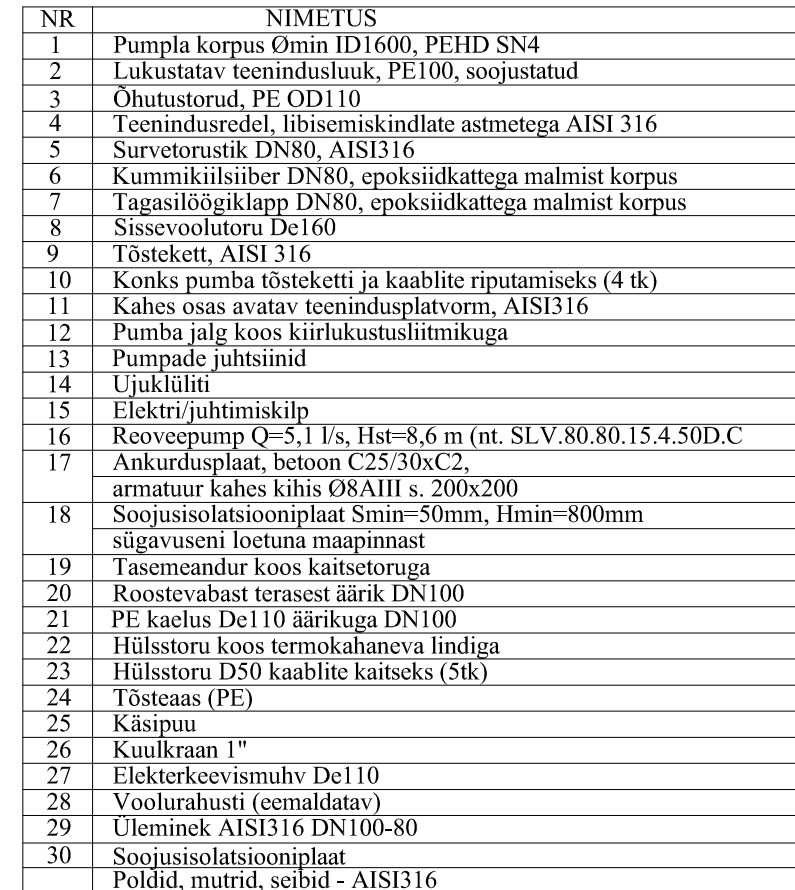 NR NIMETUS
1 Pumpla korpus Ømin ID1600, PEHD SN4
2 Lukustatav teenindusluuk, PE100, soojustatud
3 Õhutustorud, PE OD110
4 Teenindusredel, libisemiskindlate astmetega AISI 316
5 Survetorustik DN80, AISI316
6 Kummikiilsiiber DN80, epoksiidkattega malmist korpus
7 Tagasilöögiklapp DN80, epoksiidkattega malmist korpus
8 Sissevoolutoru De160
9 Tõstekett, AISI 316
10 Konks pumba tõsteketti ja kaablite riputamiseks (4 tk)
11 Kahes osas avatav teenindusplatvorm, AISI316
12 Pumba jalg koos kiirlukustusliitmikuga
13 Pumpade juhtsiinid
14 Ujuklüliti
15 Elektri/juhtimiskilp
16 Reoveepump Q=5,1 l/s, Hst=8,6 m (nt. SLV.80.80.15.4.50D.C
17 Ankurdusplaat, betoon C25/30xC2,
armatuur kahes kihis Ø8AIII s. 200x200
18 Soojusisolatsiooniplaat Smin=50mm, Hmin=800mm
sügavuseni loetuna maapinnast
19 Tasemeandur koos kaitsetoruga
20 Roostevabast terasest äärik DN100
21 PE kaelus De110 äärikuga DN100
22 Hülsstoru koos termokahaneva lindiga
23 Hülsstoru D50 kaablite kaitseks (5tk)
24 Tõsteaas (PE)
25 Käsipuu
26 Kuulkraan 1"
27 Elekterkeevismuhv De110
28 Voolurahusti (eemaldatav)
29 Üleminek AISI316 DN100-80
30 Soojusisolatsiooniplaat
Poldid, mutrid, seibid - AISI316